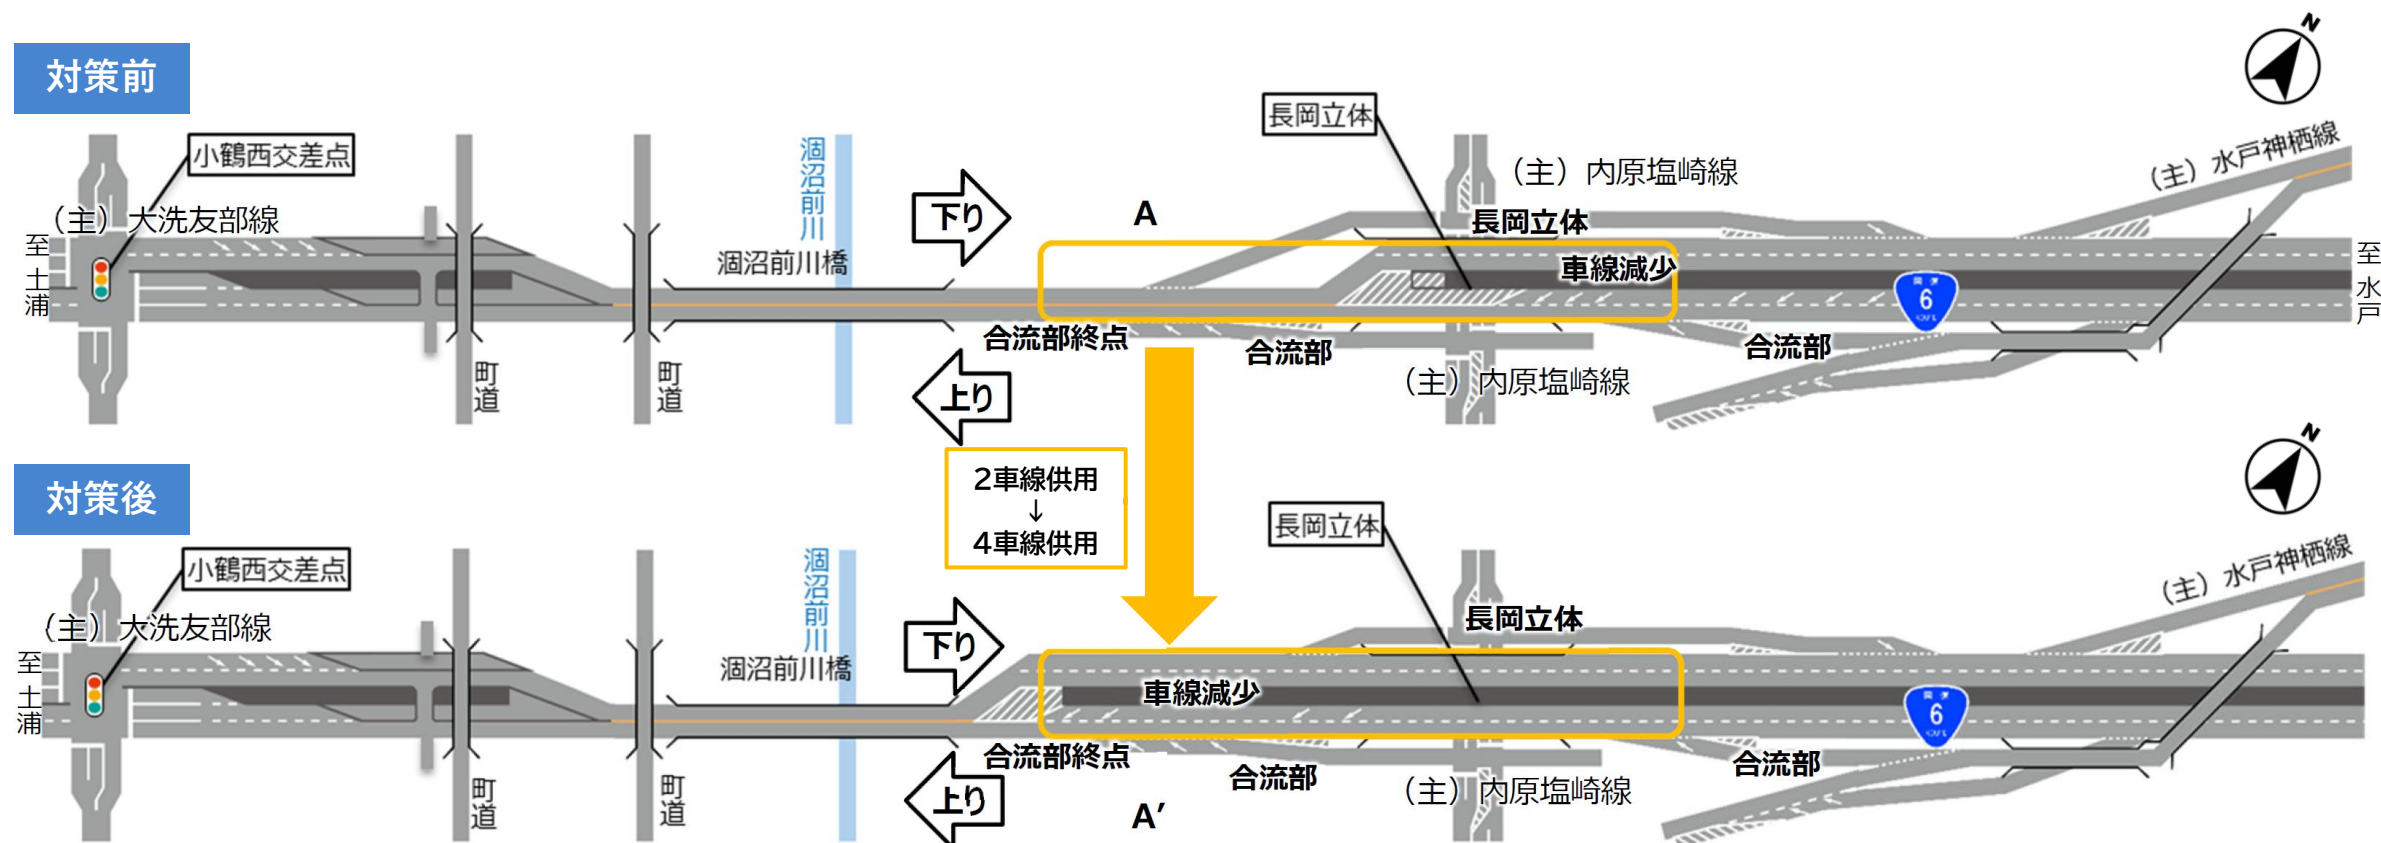 対策前
N
小鶴西交差点
（主）大洗友部線
至土浦
涸沼前川
涸沼前川橋
下り
A
長岡立体
（主）内原塩崎線
長岡立体
車線減少
（主）水戸神栖線
至水戸
6
合流部終点
合流部
合流部
（主）内原塩崎線
町道
町道
上り
2車線供用
↓
4車線供用
対策後
N
小鶴西交差点
（主）大洗友部線
至土浦
涸沼前川
涸沼前川橋
下り
長岡立体
長岡立体
車線減少
（主）水戸神栖線
6
合流部終点
合流部
合流部
（主）内原塩崎線
町道
町道
上り
A′